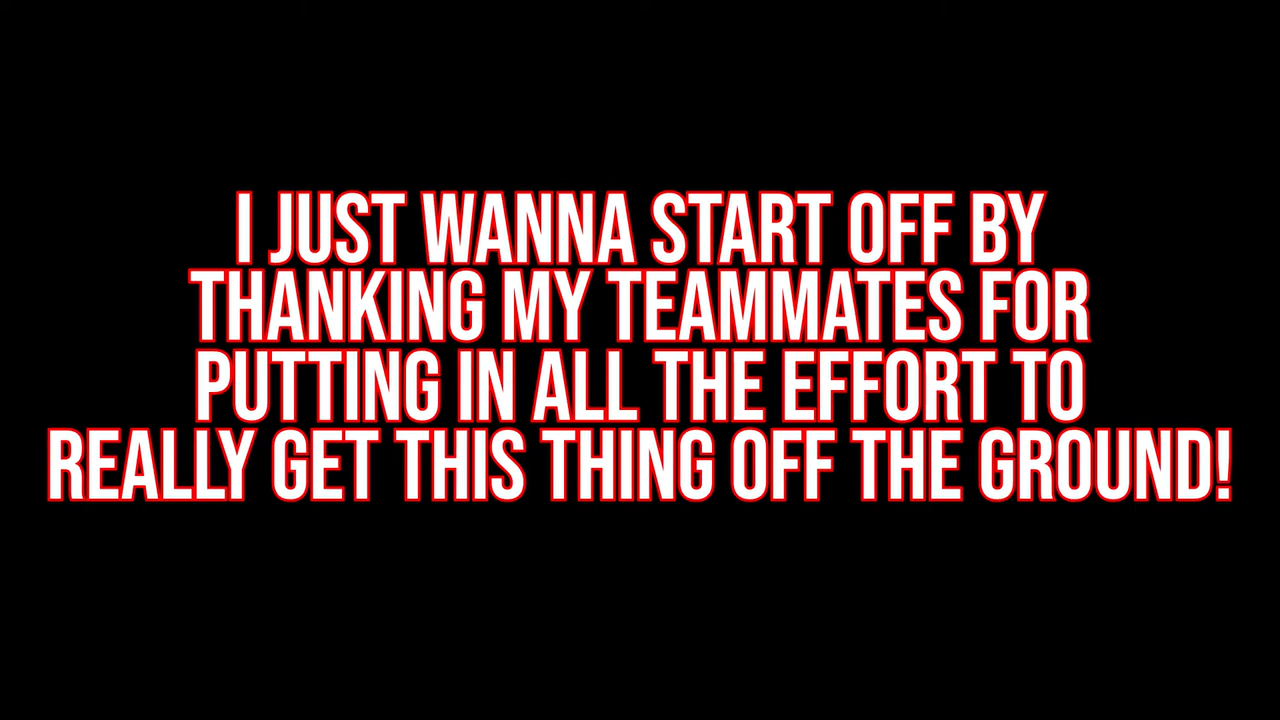 I JUST WANNA START OFF BY
THANKING MY TEAMMATES FOR
PUTTING IN ALL THE EFFORT TO
REALLY GET THIS THING OFF THE GROUND!